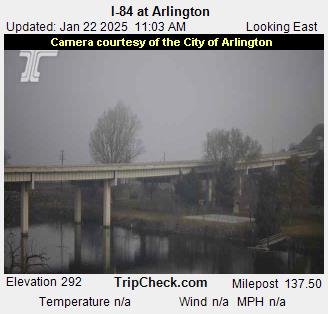 I-84 at Arlington
Updated: Jan 22 2025 11:03 AM Looking East
Camera courtesy of the City of Arlington
Elevation 292 TripCheck.com Milepost 137.50
Temperature n/a Wind n/a MPH n/a